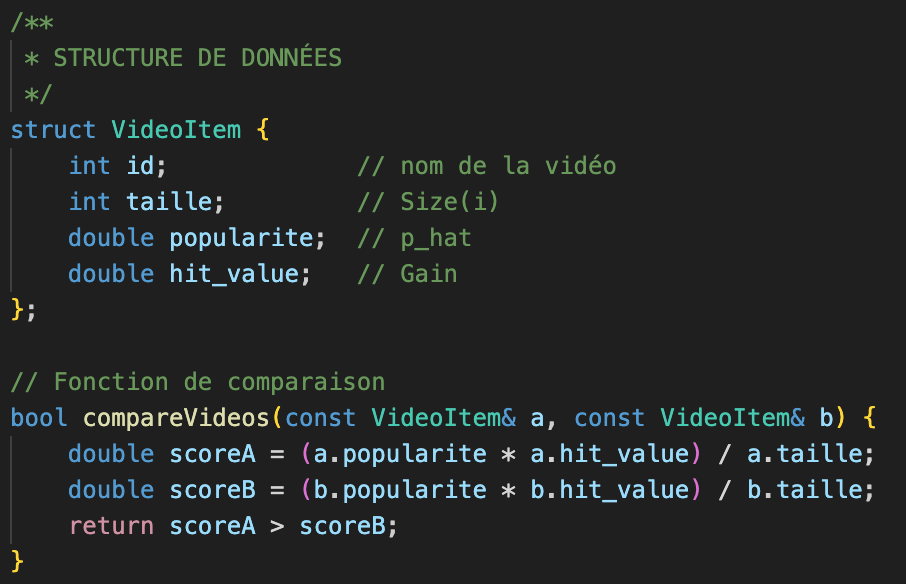 /**
 * STRUCTURE DE DONNÉES
 */
struct VideoItem {
    int id;             // nom de la vidéo
    int taille;         // Size(i)
    double popularite;  // p_hat
    double hit_value;   // Gain
};

// Fonction de comparaison
bool compareVideos(const VideoItem& a, const VideoItem& b) {
    double scoreA = (a.popularite * a.hit_value) / a.taille;
    double scoreB = (b.popularite * b.hit_value) / b.taille;
    return scoreA > scoreB;
}